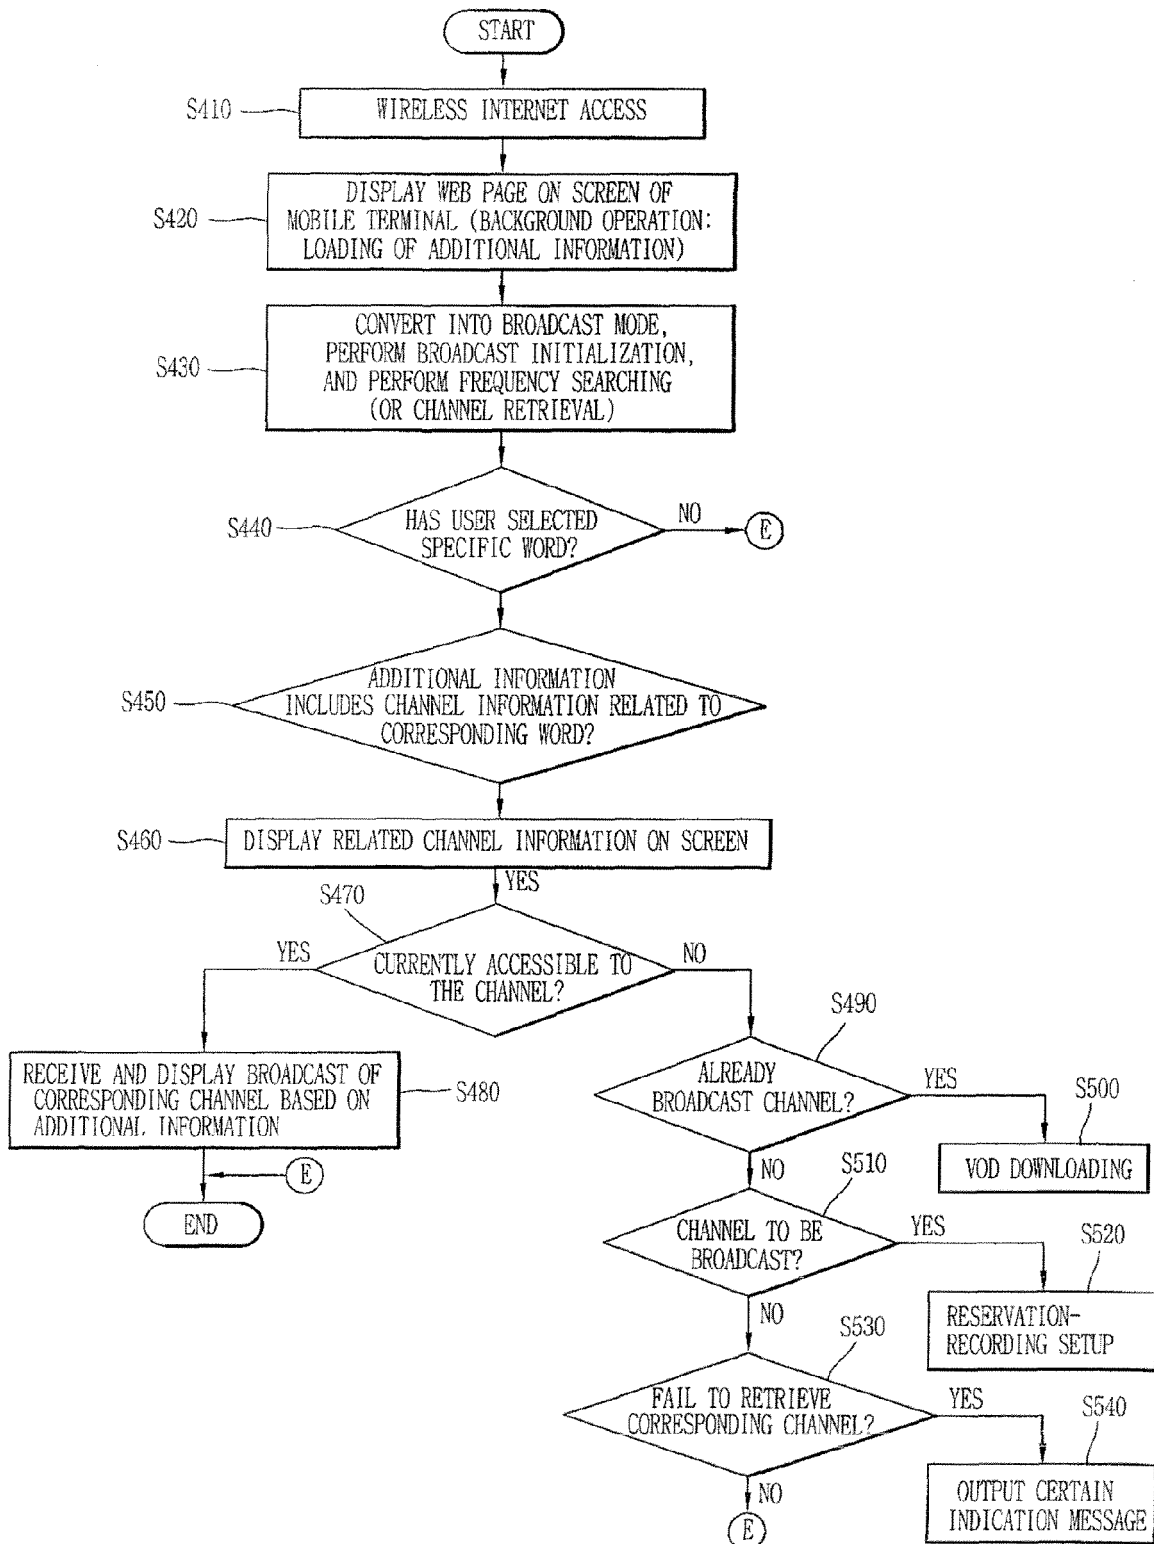 START
S410
WIRELESS INTERNET ACCESS
S420
DISPLAY WEB PAGE ON SCREEN OF
MOBILE TERMINAL (BACKGROUND OPERATION:
LOADING OF ADDITIONAL INFORMATION)
S430
CONVERT INTO BROADCAST MODE,
PERFORM BROADCAST INITIALIZATION,
AND PERFORM FREQUENCY SEARCHING
(OR CHANNEL RETRIEVAL)
S440
HAS USER SELECTED
SPECIFIC WORD?
NO
E
S450
ADDITIONAL INFORMATION
INCLUDES CHANNEL INFORMATION RELATED TO
CORRESPONDING WORD?
S460
DISPLAY RELATED CHANNEL INFORMATION ON SCREEN
YES
S470
CURRENTLY ACCESSIBLE TO
THE CHANNEL?
YES
NO
RECEIVE AND DISPLAY BROADCAST OF
CORRESPONDING CHANNEL BASED ON
ADDITIONAL INFORMATION
S480
E
END
S490
ALREADY
BROADCAST CHANNEL?
YES
S500
VOD DOWNLOADING
NO
S510
CHANNEL TO BE
BROADCAST?
YES
S520
RESERVATION-
RECORDING SETUP
NO
S530
FAIL TO RETRIEVE
CORRESPONDING CHANNEL?
YES
S540
OUTPUT CERTAIN
INDICATION MESSAGE
NO
E